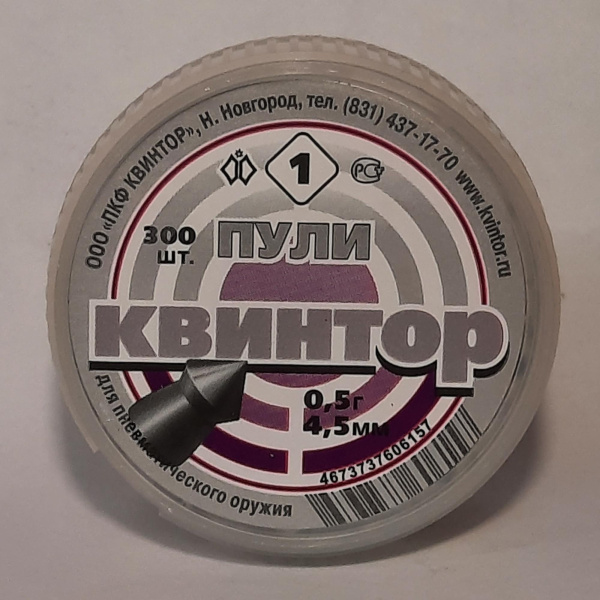 ООО «ПКФ КВИНТОР», Н. Новгород, тел. (831) 437-17-70 www.kvintor.ru
1
РСТ
300
шт.
ПУЛИ
КВИНТОР
0,5г
4,5мм
для пневматического оружия
4673737606157